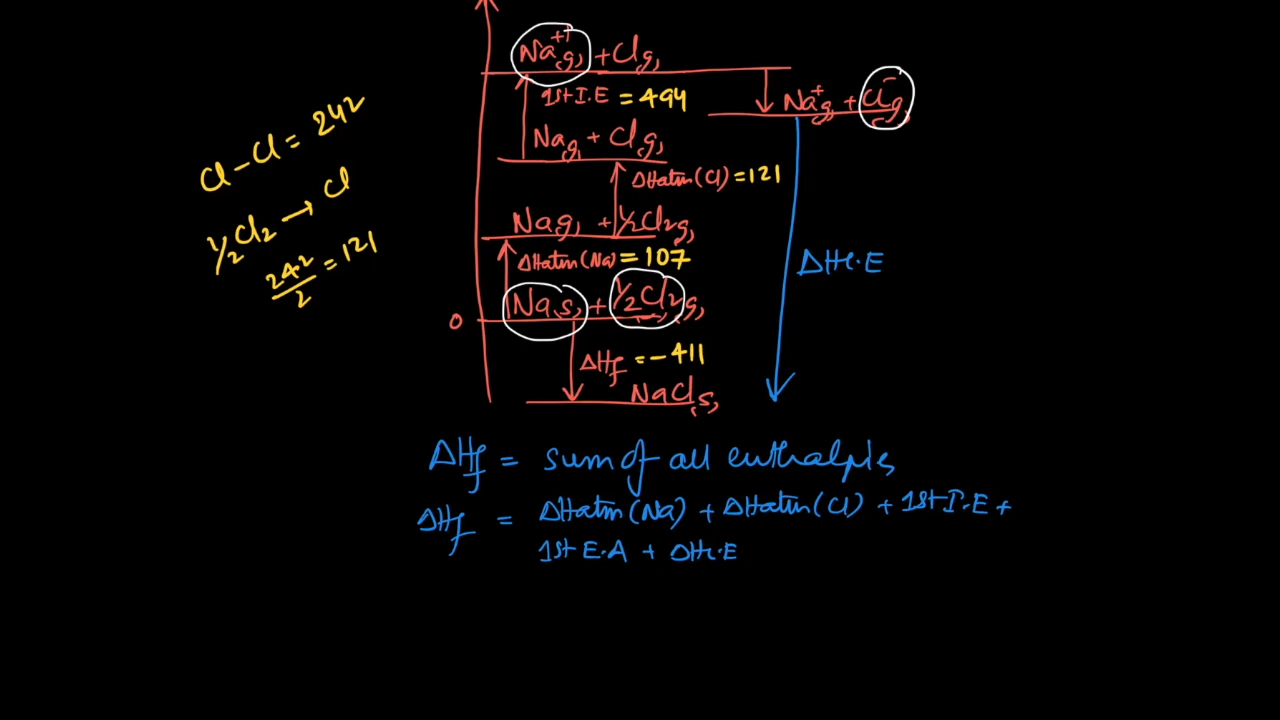 Na⁺⁺(g) + Cl(g)
Na⁺(g) + Cl⁻(g)
1st I.E = 494
Na(g) + Cl(g)
ΔHatm(Cl) = 121
Na(g) + 1/2Cl2(g)
ΔHatm(Na) = 107
Na(s) + 1/2Cl2(g)
0
ΔHf = -411
NaCl(s)
ΔHL.E
Cl-Cl = 242
1/2Cl2 → Cl
242/2 = 121
ΔHf = sum of all enthalpies
ΔHf = ΔHatm(Na) + ΔHatm(Cl) + 1st I.E +
1st E.A + ΔHL.E